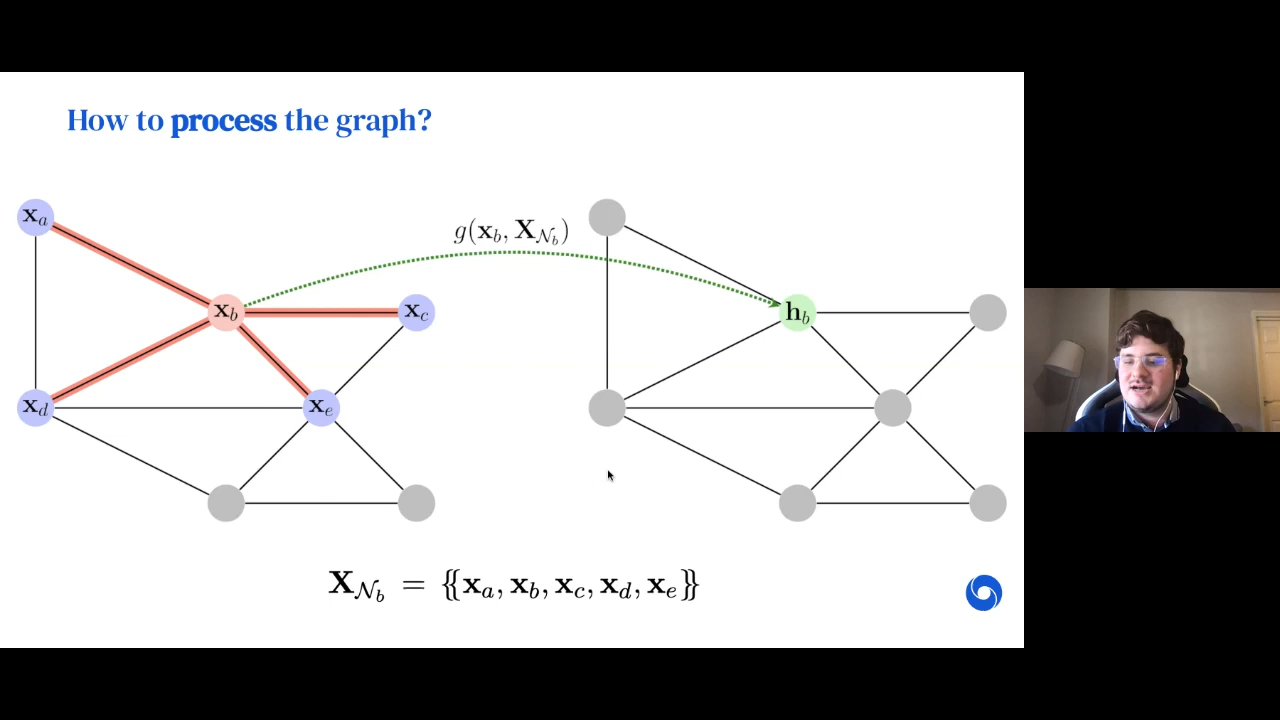 How to process the graph?
x_a
g(x_b, X_{𝒩_b})
x_b
x_c
h_b
x_d
x_e
X_{𝒩_b} = {{x_a, x_b, x_c, x_d, x_e}}